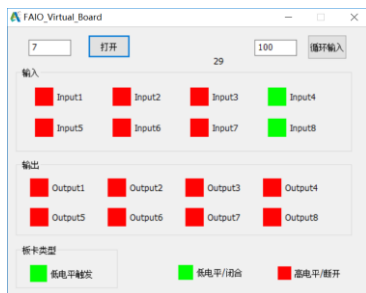 FAIO_Virtual_Board
7 打开 100 循环输入
29
输入
Input1 Input2 Input3 Input4
Input5 Input6 Input7 Input8
输出
Output1 Output2 Output3 Output4
Output5 Output6 Output7 Output8
板卡类型
低电平触发 低电平/闭合 高电平/断开